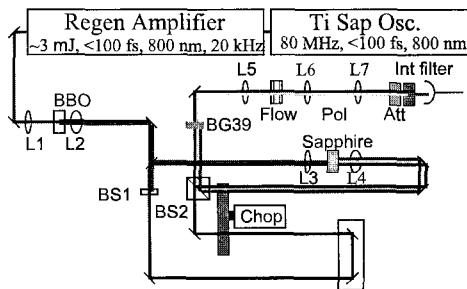 Regen Amplifier
~3 mJ, <100 fs, 800 nm, 20 kHz
Ti Sap Osc.
80 MHz, <100 fs, 800 nm
L5
L6
L7
Int filter
BBO
Flow
Pol
Att
L1
L2
BG39
Sapphire
L3
L4
BS1
BS2
Chop